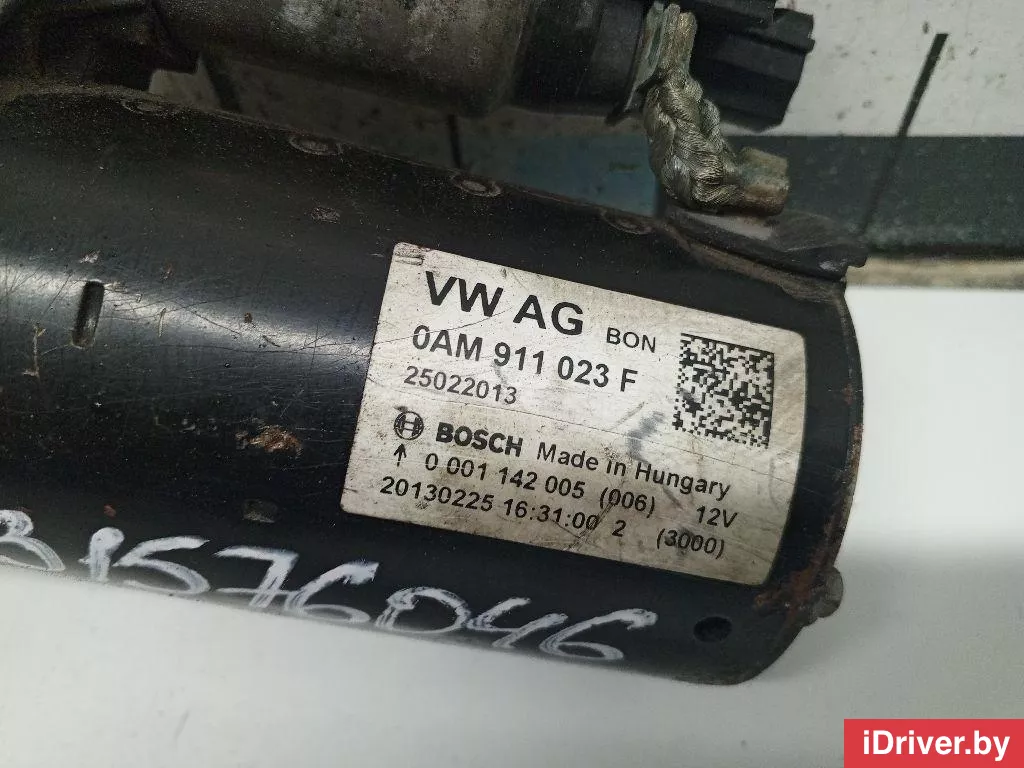 VW AG BON
0AM 911 023 F
25022013
BOSCH Made in Hungary
↑ 0 001 142 005 (006) 12V
20130225 16:31:00 2 (3000)
81576046
iDriver.by